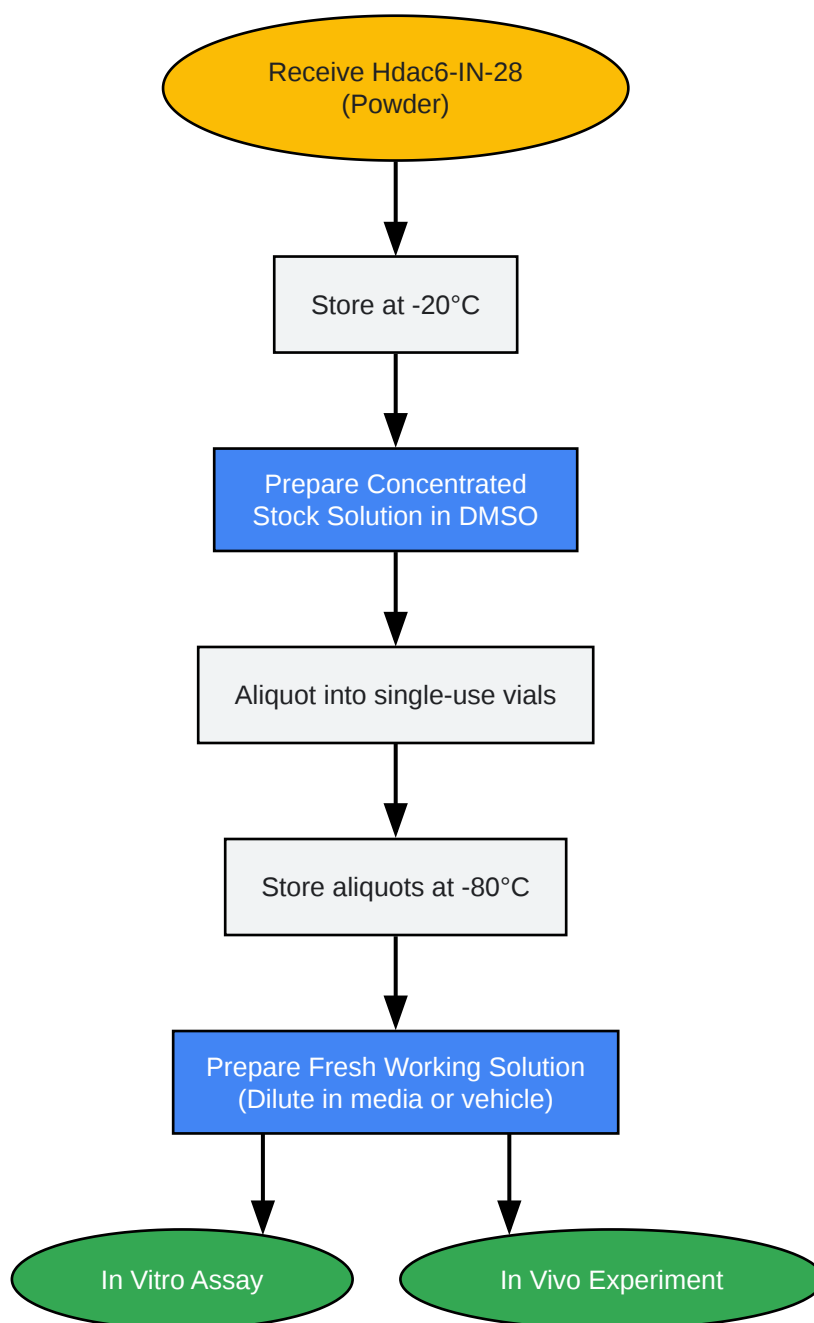 Receive Hdac6-IN-28
(Powder)
Store at -20°C
Prepare Concentrated
Stock Solution in DMSO
Aliquot into single-use vials
Store aliquots at -80°C
Prepare Fresh Working Solution
(Dilute in media or vehicle)
In Vitro Assay
In Vivo Experiment